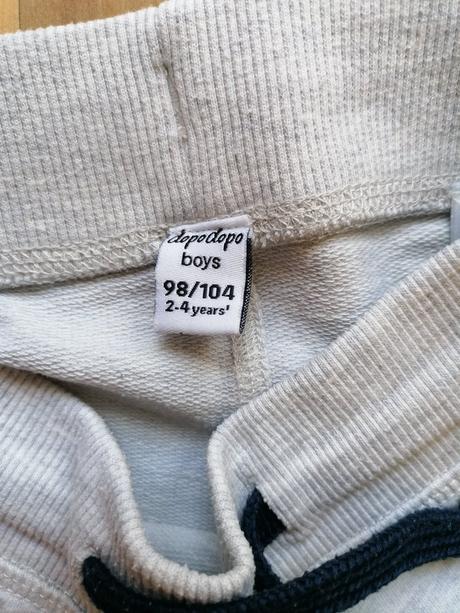 dopodopo
boys
98/104
2-4 years'